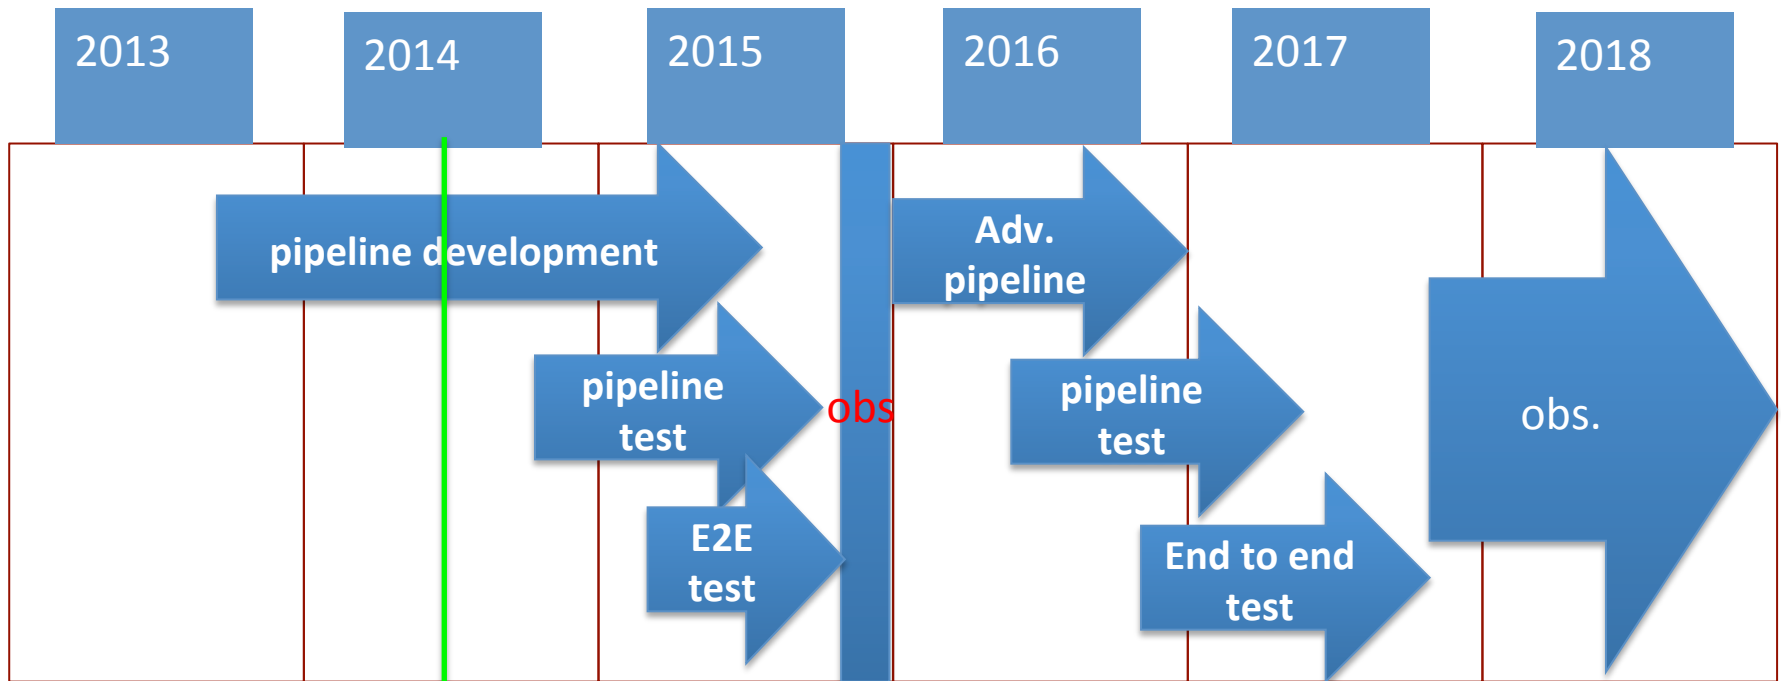 2013
2014
2015
2016
2017
2018
pipeline development
Adv.
pipeline
pipeline
test
obs
pipeline
test
obs.
E2E
test
End to end
test